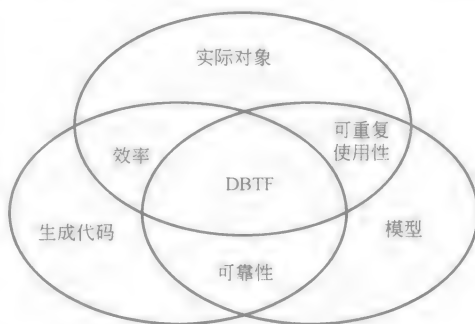 实际对象
效率
可重复
使用性
DBTF
生成代码
模型
可靠性